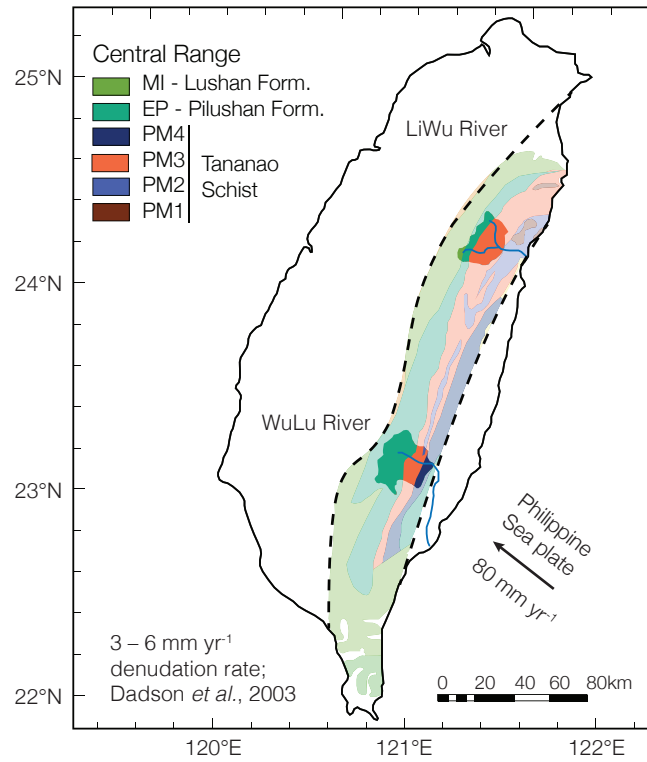 Central Range
MI - Lushan Form.
EP - Pilushan Form.
PM4
PM3
PM2
PM1
Tananao
Schist
LiWu River
WuLu River
Philippine
Sea plate
80 mm yr⁻¹
3 – 6 mm yr⁻¹
denudation rate;
Dadson et al., 2003
0 20 40 60 80km
25°N
24°N
23°N
22°N
120°E
121°E
122°E